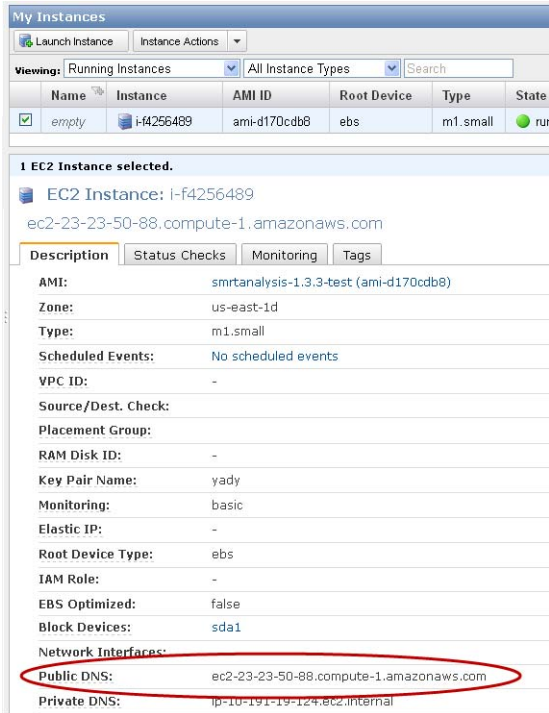 My Instances
Launch Instance Instance Actions
Viewing: Running Instances All Instance Types Search
Name Instance AMI ID Root Device Type State
empty i-f4256489 ami-d170cdb8 ebs m1.small
1 EC2 Instance selected.
EC2 Instance: i-f4256489
ec2-23-23-50-88.compute-1.amazonaws.com
Description Status Checks Monitoring Tags
AMI: smrtanalysis-1.3.3-test (ami-d170cdb8)
Zone: us-east-1d
Type: m1.small
Scheduled Events: No scheduled events
VPC ID: -
Source/Dest. Check:
Placement Group:
RAM Disk ID: -
Key Pair Name: yady
Monitoring: basic
Elastic IP: -
Root Device Type: ebs
IAM Role: -
EBS Optimized: false
Block Devices: sda1
Network Interfaces:
Public DNS: ec2-23-23-50-88.compute-1.amazonaws.com
Private DNS: ip-10-191-19-124.ec2.internal